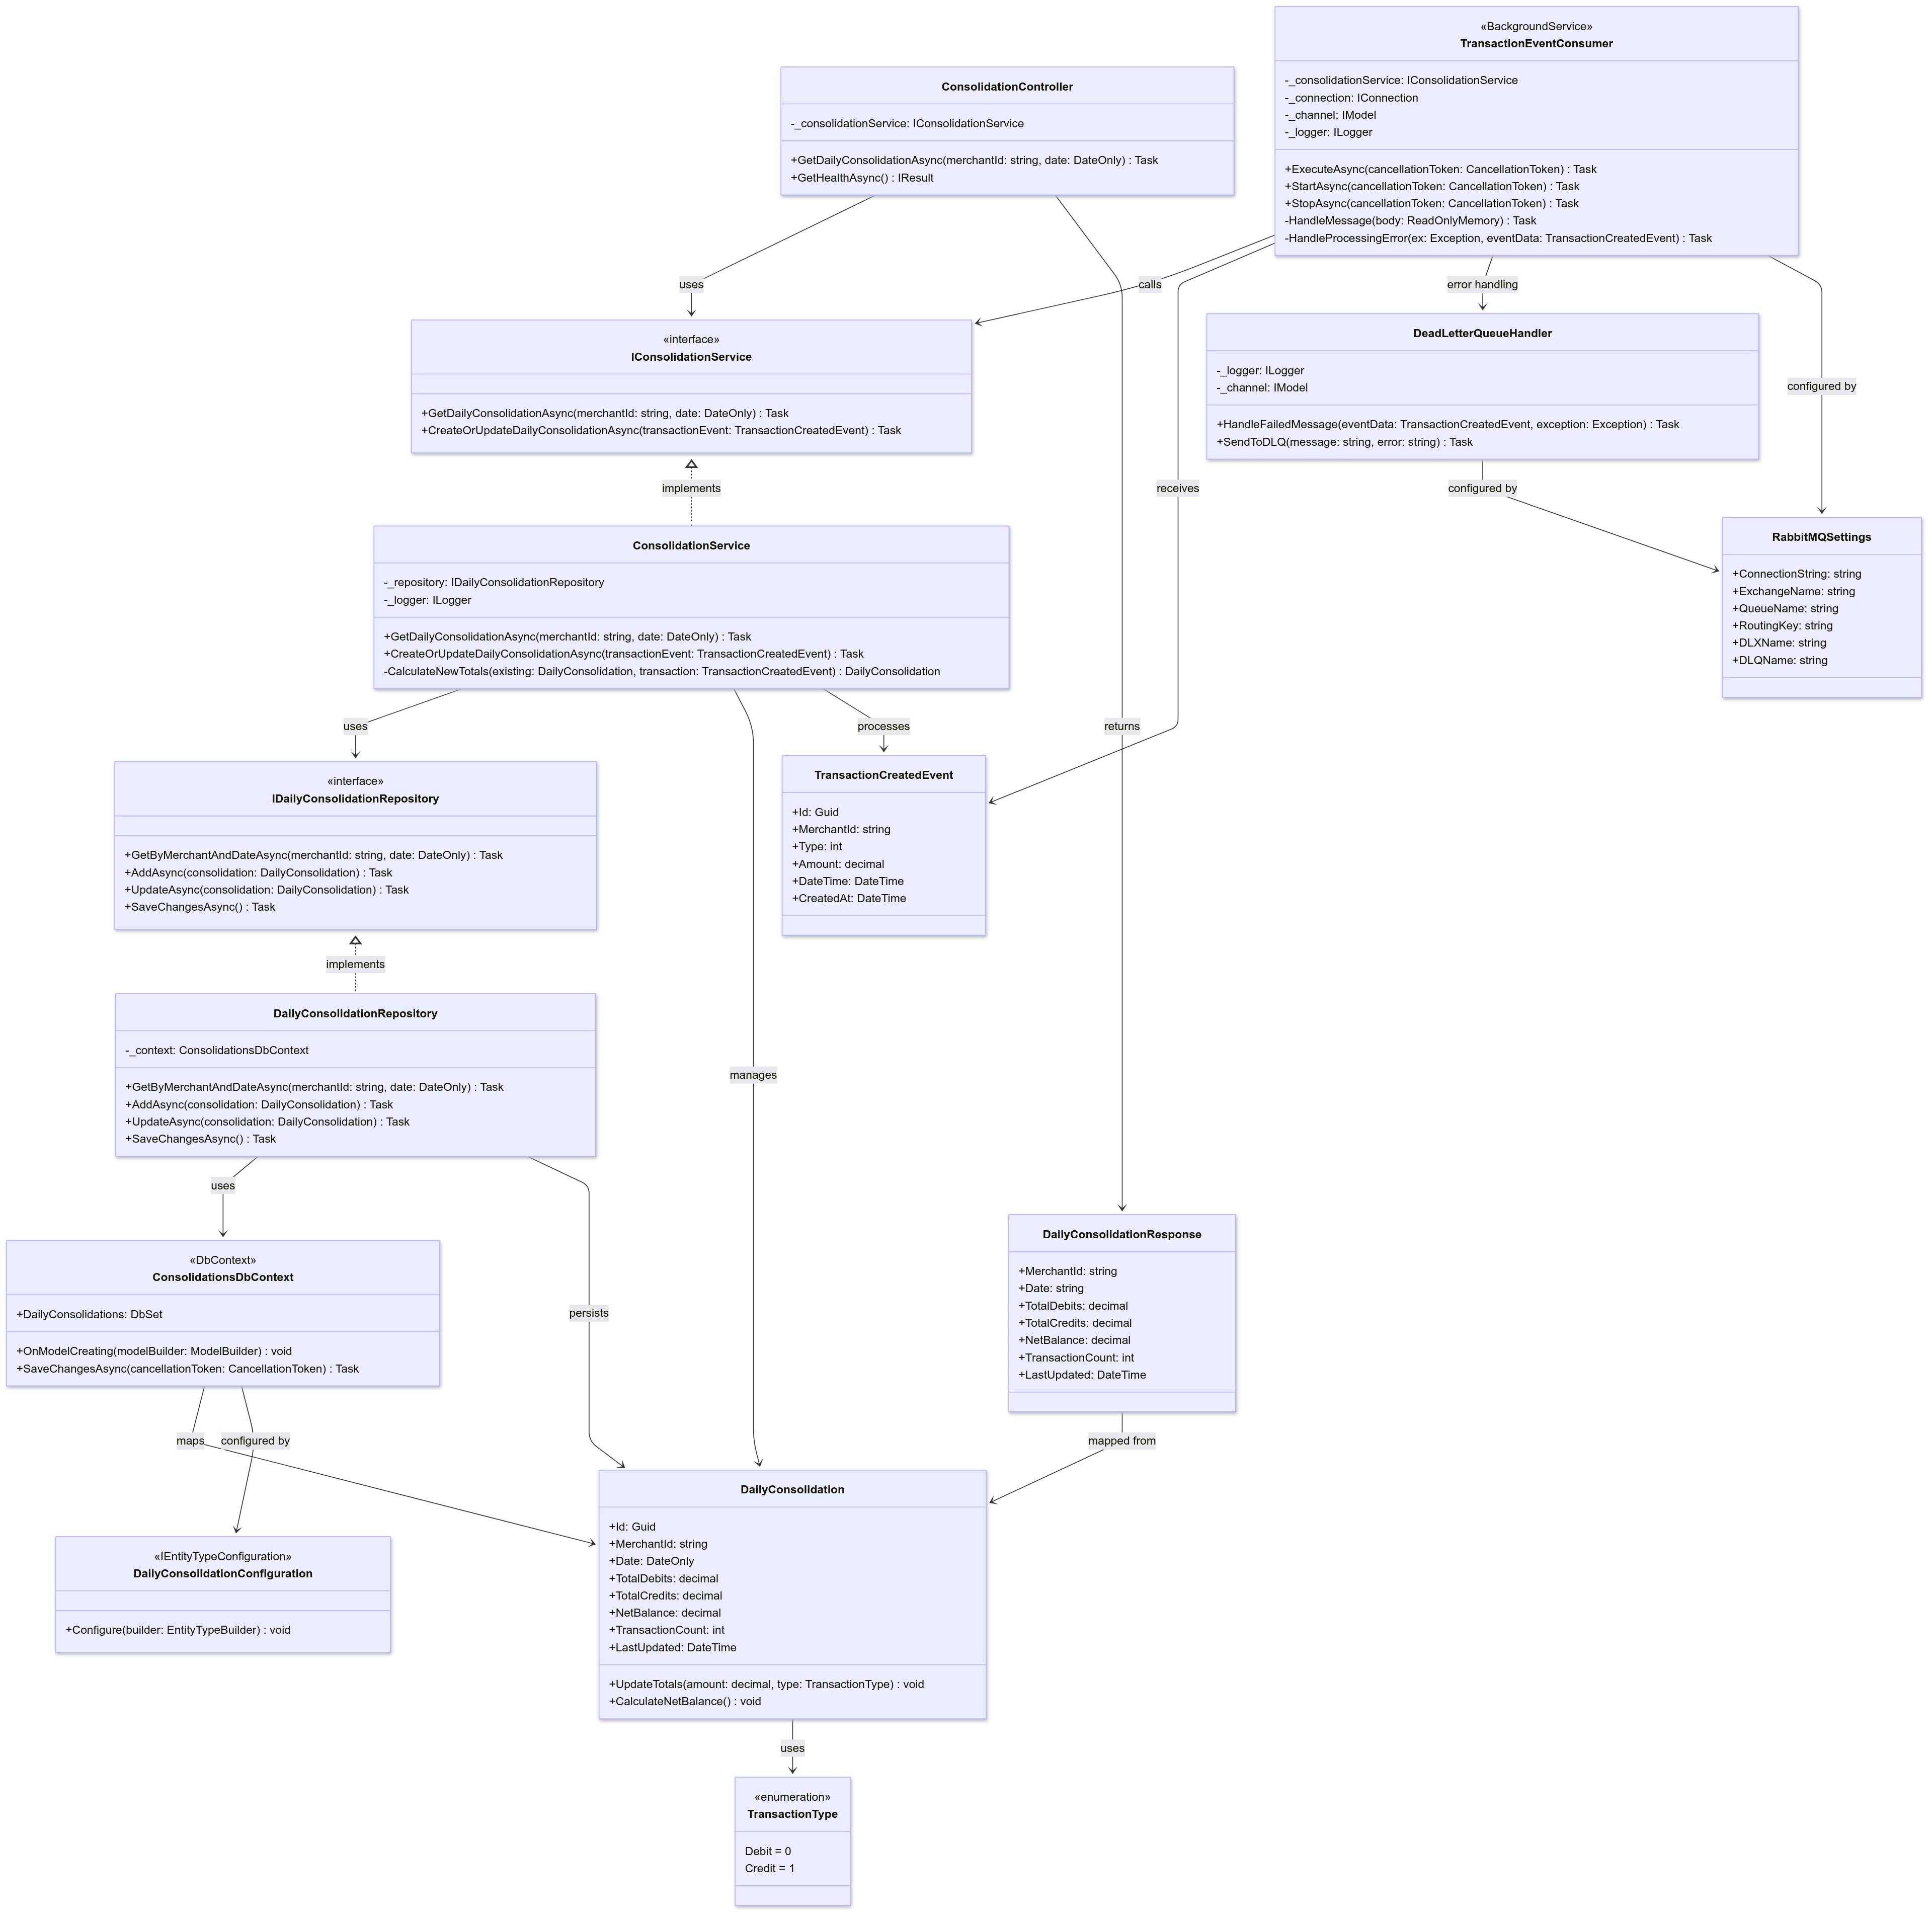 «BackgroundService»
TransactionEventConsumer
-_consolidationService: IConsolidationService
-_connection: IConnection
-_channel: IModel
-_logger: ILogger
+ExecuteAsync(cancellationToken: CancellationToken) : Task
+StartAsync(cancellationToken: CancellationToken) : Task
+StopAsync(cancellationToken: CancellationToken) : Task
-HandleMessage(body: ReadOnlyMemory) : Task
-HandleProcessingError(ex: Exception, eventData: TransactionCreatedEvent) : Task
ConsolidationController
-_consolidationService: IConsolidationService
+GetDailyConsolidationAsync(merchantId: string, date: DateOnly) : Task
+GetHealthAsync() : IResult
uses
calls
error handling
«interface»
IConsolidationService
+GetDailyConsolidationAsync(merchantId: string, date: DateOnly) : Task
+CreateOrUpdateDailyConsolidationAsync(transactionEvent: TransactionCreatedEvent) : Task
DeadLetterQueueHandler
-_logger: ILogger
-_channel: IModel
+HandleFailedMessage(eventData: TransactionCreatedEvent, exception: Exception) : Task
+SendToDLQ(message: string, error: string) : Task
configured by
implements
receives
configured by
ConsolidationService
-_repository: IDailyConsolidationRepository
-_logger: ILogger
+GetDailyConsolidationAsync(merchantId: string, date: DateOnly) : Task
+CreateOrUpdateDailyConsolidationAsync(transactionEvent: TransactionCreatedEvent) : Task
-CalculateNewTotals(existing: DailyConsolidation, transaction: TransactionCreatedEvent) : DailyConsolidation
RabbitMQSettings
+ConnectionString: string
+ExchangeName: string
+QueueName: string
+RoutingKey: string
+DLXName: string
+DLQName: string
uses
processes
returns
«interface»
IDailyConsolidationRepository
+GetByMerchantAndDateAsync(merchantId: string, date: DateOnly) : Task
+AddAsync(consolidation: DailyConsolidation) : Task
+UpdateAsync(consolidation: DailyConsolidation) : Task
+SaveChangesAsync() : Task
TransactionCreatedEvent
+Id: Guid
+MerchantId: string
+Type: int
+Amount: decimal
+DateTime: DateTime
+CreatedAt: DateTime
implements
DailyConsolidationRepository
-_context: ConsolidationsDbContext
+GetByMerchantAndDateAsync(merchantId: string, date: DateOnly) : Task
+AddAsync(consolidation: DailyConsolidation) : Task
+UpdateAsync(consolidation: DailyConsolidation) : Task
+SaveChangesAsync() : Task
manages
uses
«DbContext»
ConsolidationsDbContext
+DailyConsolidations: DbSet
+OnModelCreating(modelBuilder: ModelBuilder) : void
+SaveChangesAsync(cancellationToken: CancellationToken) : Task
persists
DailyConsolidationResponse
+MerchantId: string
+Date: string
+TotalDebits: decimal
+TotalCredits: decimal
+NetBalance: decimal
+TransactionCount: int
+LastUpdated: DateTime
maps
configured by
mapped from
«IEntityTypeConfiguration»
DailyConsolidationConfiguration
+Configure(builder: EntityTypeBuilder) : void
DailyConsolidation
+Id: Guid
+MerchantId: string
+Date: DateOnly
+TotalDebits: decimal
+TotalCredits: decimal
+NetBalance: decimal
+TransactionCount: int
+LastUpdated: DateTime
+UpdateTotals(amount: decimal, type: TransactionType) : void
+CalculateNetBalance() : void
uses
«enumeration»
TransactionType
Debit = 0
Credit = 1